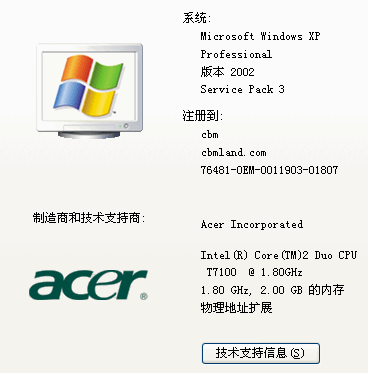 系统:
Microsoft Windows XP
Professional
版本 2002
Service Pack 3
注册到:
cbm
cbmland.com
76481-OEM-0011903-01807
制造商和技术支持商:
Acer Incorporated
acer®
Intel(R) Core(TM)2 Duo CPU
T7100  @ 1.80GHz
1.80 GHz, 2.00 GB 的内存
物理地址扩展
技术支持信息(S)